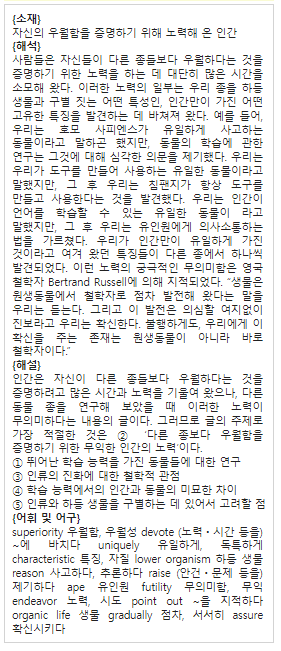 {소재}
자신의 우월함을 증명하기 위해 노력해 온 인간
{해석}
사람들은 자신들이 다른 종들보다 우월하다는 것을
증명하기 위한 노력을 하는 데 대단히 많은 시간을
소모해 왔다. 이러한 노력의 일부는 우리 종을 하등
생물과 구별 짓는 어떤 특성인, 인간만이 가진 어떤
고유한 특징을 발견하는 데 바쳐져 왔다. 예를 들어,
우리는 호모 사피엔스가 유일하게 사고하는
동물이라고 말하곤 했지만, 동물의 학습에 관한
연구는 그것에 대해 심각한 의문을 제기했다. 우리는
우리가 도구를 만들어 사용하는 유일한 동물이라고
말했지만, 그 후 우리는 침팬지가 항상 도구를
만들고 사용한다는 것을 발견했다. 우리는 인간이
언어를 학습할 수 있는 유일한 동물이 라고
말했지만, 그 후 우리는 유인원에게 의사소통하는
법을 가르쳤다. 우리가 인간만이 유일하게 가진
것이라고 여겨 왔던 특징들이 다른 종에서 하나씩
발견되었다. 이런 노력의 궁극적인 무의미함은 영국
철학자 Bertrand Russell에 의해 지적되었다. “생물은
원생동물에서 철학자로 점차 발전해 왔다는 말을
우리는 듣는다. 그리고 이 발전은 의심할 여지없이
진보라고 우리는 확신한다. 불행하게도, 우리에게 이
확신을 주는 존재는 원생동물이 아니라 바로
철학자이다.”
{해설}
인간은 자신이 다른 종들보다 우월하다는 것을
증명하려고 많은 시간과 노력을 기울여 왔으나, 다른
동물 종을 연구해 보았을 때 이러한 노력이
무의미하다는 내용의 글이다. 그러므로 글의 주제로
가장 적절한 것은 ② ‘다른 종보다 우월함을
증명하기 위한 무익한 인간의 노력’이다.
① 뛰어난 학습 능력을 가진 동물들에 대한 연구
③ 인류의 진화에 대한 철학적 관점
④ 학습 능력에서의 인간과 동물의 미묘한 차이
⑤ 인류와 하등 생물을 구별하는 데 있어서 고려할 점
{어휘 및 어구}
superiority 우월함, 우월성 devote (노력・시간 등을)
~에 바치다 uniquely 유일하게, 독특하게
characteristic 특징, 자질 lower organism 하등 생물
reason 사고하다, 추론하다 raise (안건・문제 등을)
제기하다 ape 유인원 futility 무의미함, 무익
endeavor 노력, 시도 point out ~을 지적하다
organic life 생물 gradually 점차, 서서히 assure
확신시키다